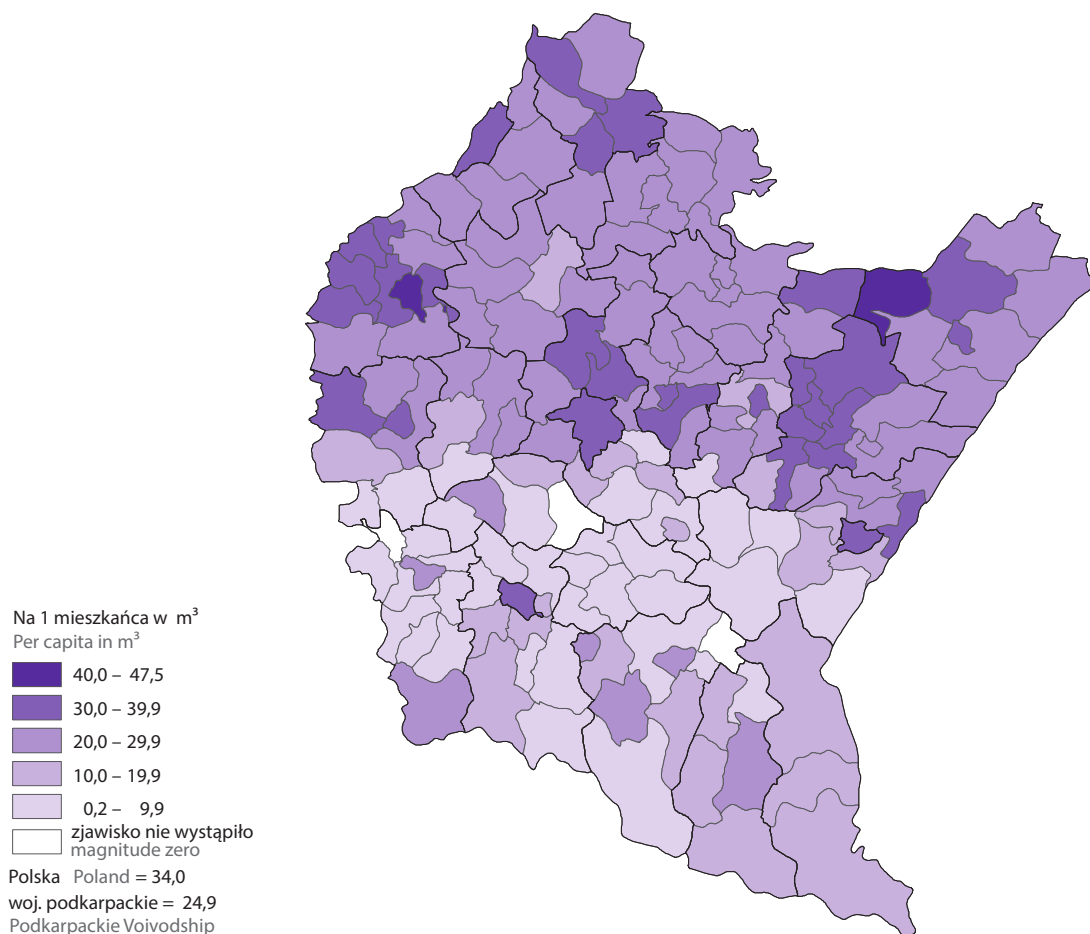 Na 1 mieszkańca w m³
Per capita in m³
40,0 – 47,5
30,0 – 39,9
20,0 – 29,9
10,0 – 19,9
0,2 – 9,9
zjawisko nie wystąpiło
magnitude zero
Polska Poland = 34,0
woj. podkarpackie = 24,9
Podkarpackie Voivodship